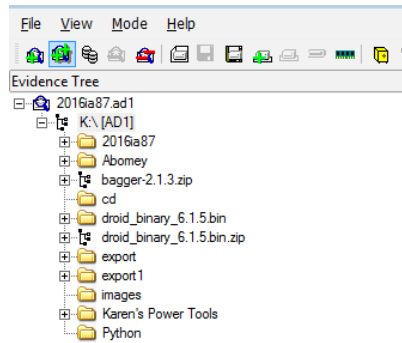 File View Mode Help
Evidence Tree
2016ia87.ad1
K:\ [AD1]
2016ia87
Abomey
bagger-2.1.3.zip
cd
droid_binary_6.1.5.bin
droid_binary_6.1.5.bin.zip
export
export1
images
Karen's Power Tools
Python